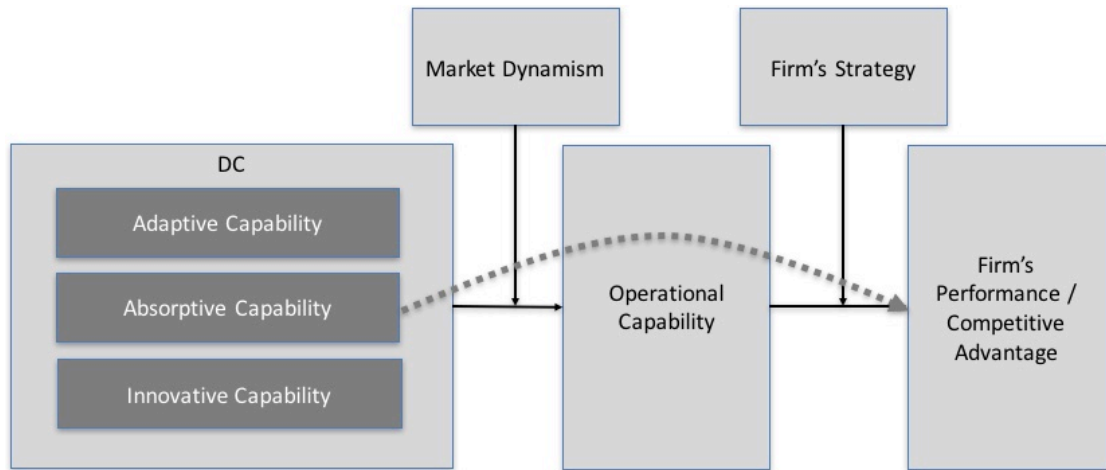 Market Dynamism
Firm’s Strategy
DC
Adaptive Capability
Absorptive Capability
Innovative Capability
Operational
Capability
Firm’s
Performance /
Competitive
Advantage